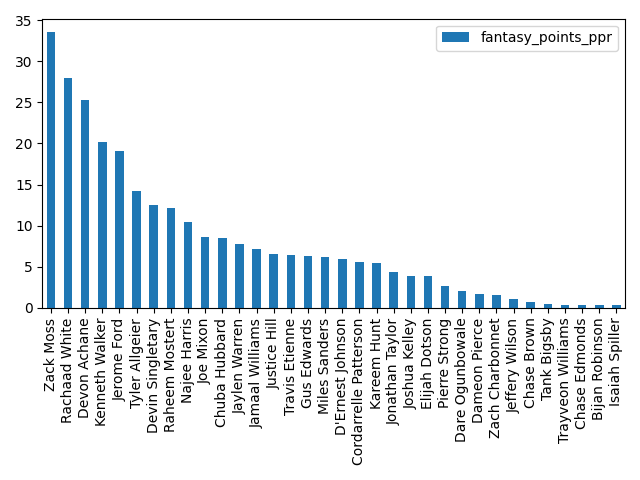 fantasy_points_ppr
35
30
25
20
15
10
5
0
Zack Moss
Rachaad White
Devon Achane
Kenneth Walker
Jerome Ford
Tyler Allgeier
Devin Singletary
Raheem Mostert
Najee Harris
Joe Mixon
Chuba Hubbard
Jaylen Warren
Jamaal Williams
Justice Hill
Travis Etienne
Gus Edwards
Miles Sanders
D'Ernest Johnson
Cordarrelle Patterson
Kareem Hunt
Jonathan Taylor
Joshua Kelley
Elijah Dotson
Pierre Strong
Dare Ogunbowale
Dameon Pierce
Zach Charbonnet
Jeffery Wilson
Chase Brown
Tank Bigsby
Trayveon Williams
Chase Edmonds
Bijan Robinson
Isaiah Spiller